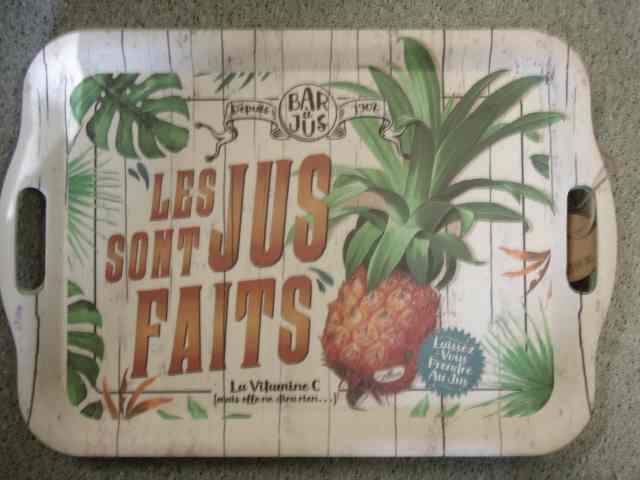 Depuis BAR à JUS 1902
LES JUS
SONT
FAITS
La Vitamine C
(mais elle ne dira rien...)
Laissez
-Vous
Prendre
Au Jus